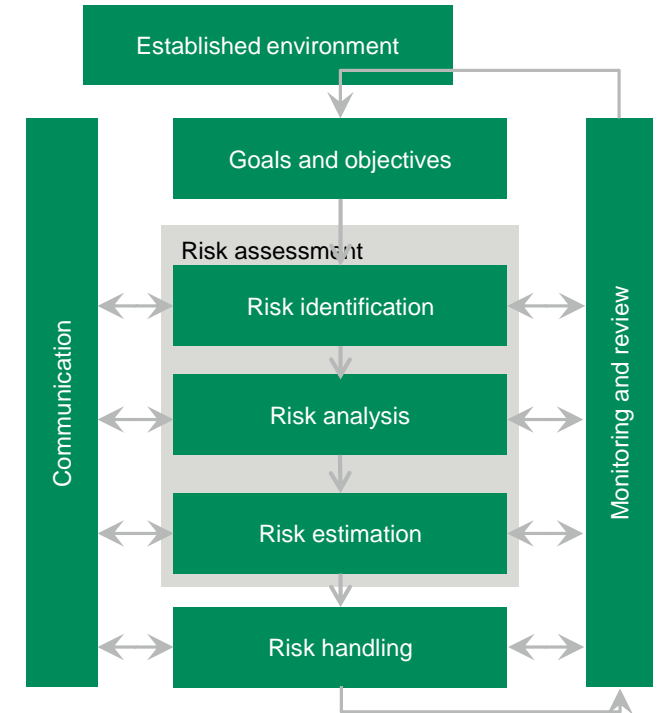 Established environment
Goals and objectives
Risk assessment
Risk identification
Risk analysis
Risk estimation
Risk handling
Communication
Monitoring and review